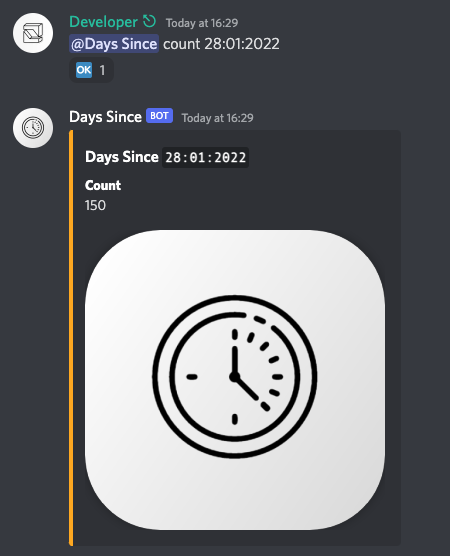 Developer Today at 16:29
@Days Since count 28:01:2022
OK 1
Days Since BOT Today at 16:29
Days Since 28:01:2022
Count
150